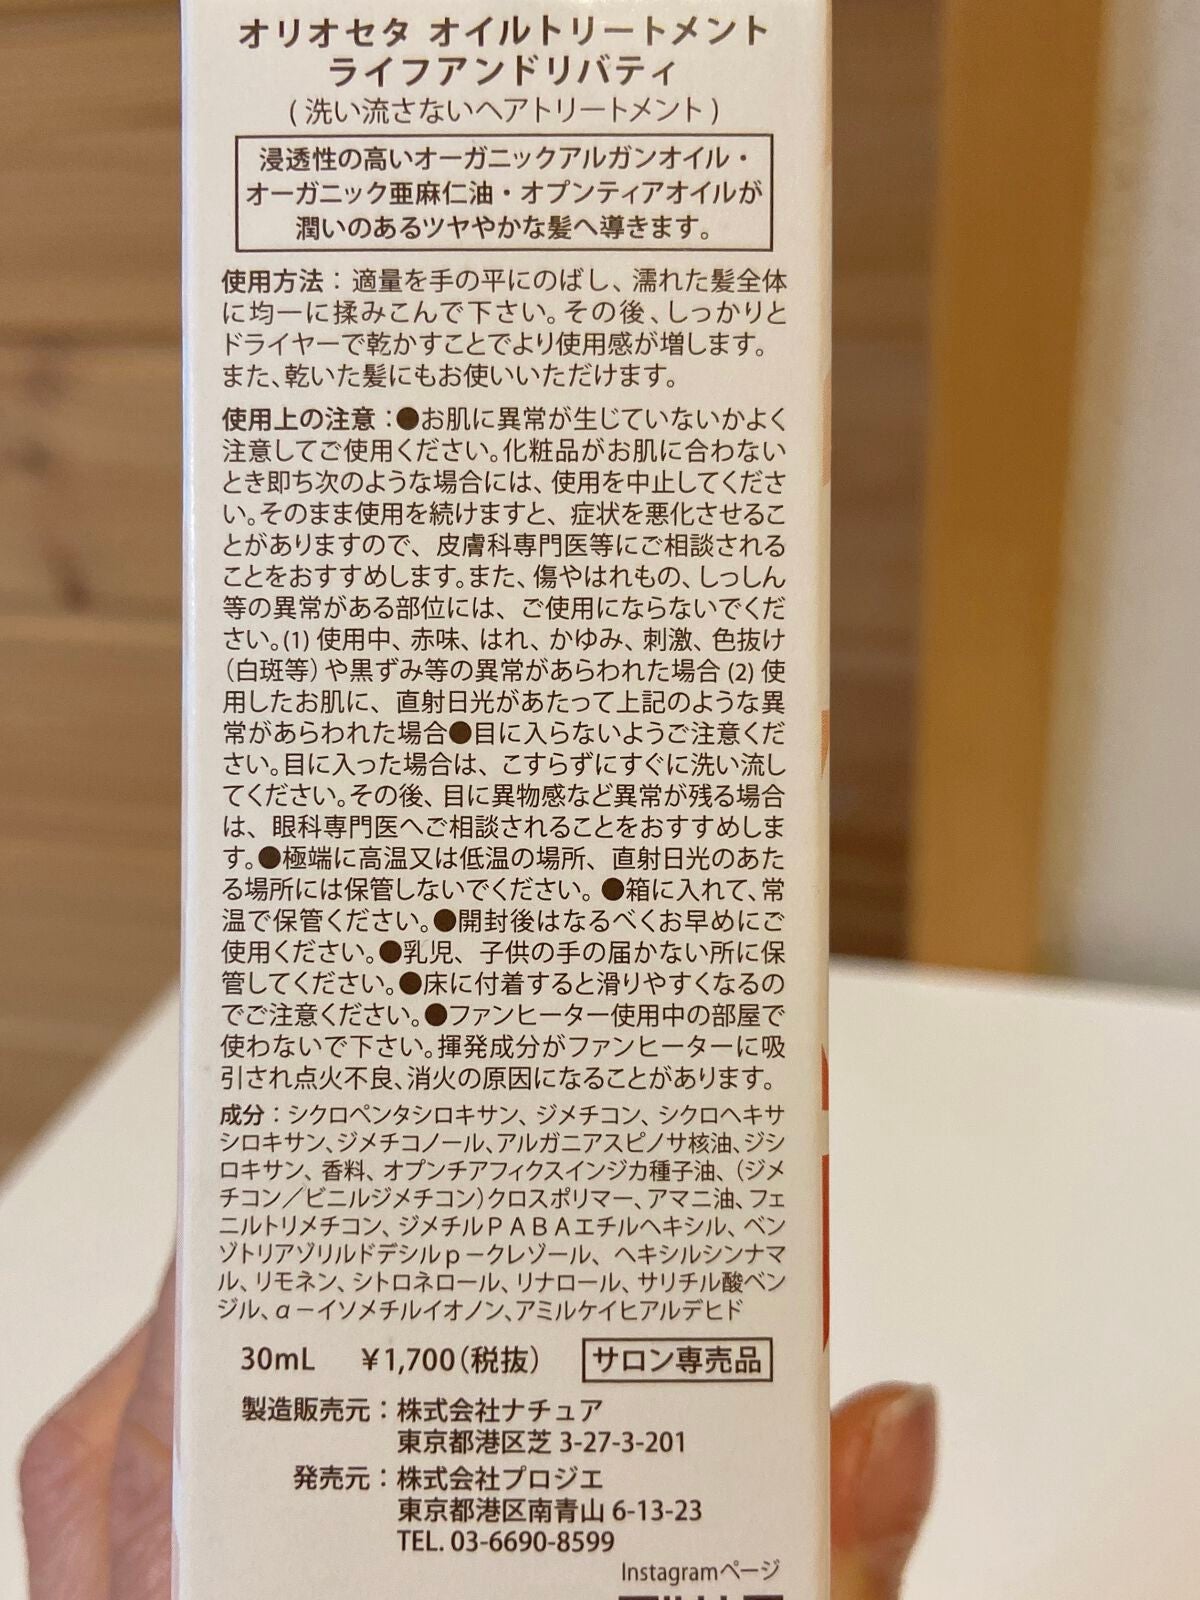 オリオセタ オイルトリートメント
ライフアンドリバティ
(洗い流さないヘアトリートメント)
浸透性の高いオーガニックアルガンオイル・
オーガニック亜麻仁油・オプンティアオイルが
潤いのあるツヤやかな髪へ導きます。
使用方法：適量を手の平にのばし、濡れた髪全体
に均一に揉みこんで下さい。その後、しっかりと
ドライヤーで乾かすことでより使用感が増します。
また、乾いた髪にもお使いいただけます。
使用上の注意：●お肌に異常が生じていないかよく
注意してご使用ください。化粧品がお肌に合わない
とき即ち次のような場合には、使用を中止してくださ
い。そのまま使用を続けますと、症状を悪化させるこ
とがありますので、皮膚科専門医等にご相談される
ことをおすすめします。また、傷やはれもの、しっしん
等の異常がある部位には、ご使用にならないでくだ
さい。(1) 使用中、赤味、はれ、かゆみ、刺激、色抜け
（白斑等）や黒ずみ等の異常があらわれた場合 (2) 使
用したお肌に、直射日光があたって上記のような異
常があらわれた場合●目に入らないようご注意くだ
さい。目に入った場合は、こすらずにすぐに洗い流し
てください。その後、目に異物感など異常が残る場合
は、眼科専門医へご相談されることをおすすめしま
す。●極端に高温又は低温の場所、直射日光のあた
る場所には保管しないでください。●箱に入れて、常
温で保管ください。●開封後はなるべくお早めにご
使用ください。●乳児、子供の手の届かない所に保
管してください。●床に付着すると滑りやすくなるの
でご注意ください。●ファンヒーター使用中の部屋で
使わないで下さい。揮発成分がファンヒーターに吸
引され点火不良、消火の原因になることがあります。
成分：シクロペンタシロキサン、ジメチコン、シクロヘキサ
シロキサン、ジメチコノール、アルガニアスピノサ核油、ジシ
ロキサン、香料、オプンチアフィクスインジカ種子油、（ジメ
チコン／ビニルジメチコン）クロスポリマー、アマニ油、フェ
ニルトリメチコン、ジメチルＰＡＢＡエチルヘキシル、ベン
ゾトリアゾリルドデシルｐ－クレゾール、ヘキシルシンナマ
ル、リモネン、シトロネロール、リナロール、サリチル酸ベン
ジル、α－イソメチルイオノン、アミルケイヒアルデヒド
30mL ￥1,700（税抜） サロン専売品
製造販売元：株式会社ナチュア
東京都港区芝 3-27-3-201
発売元：株式会社プロジエ
東京都港区南青山 6-13-23
TEL. 03-6690-8599
Instagramページ